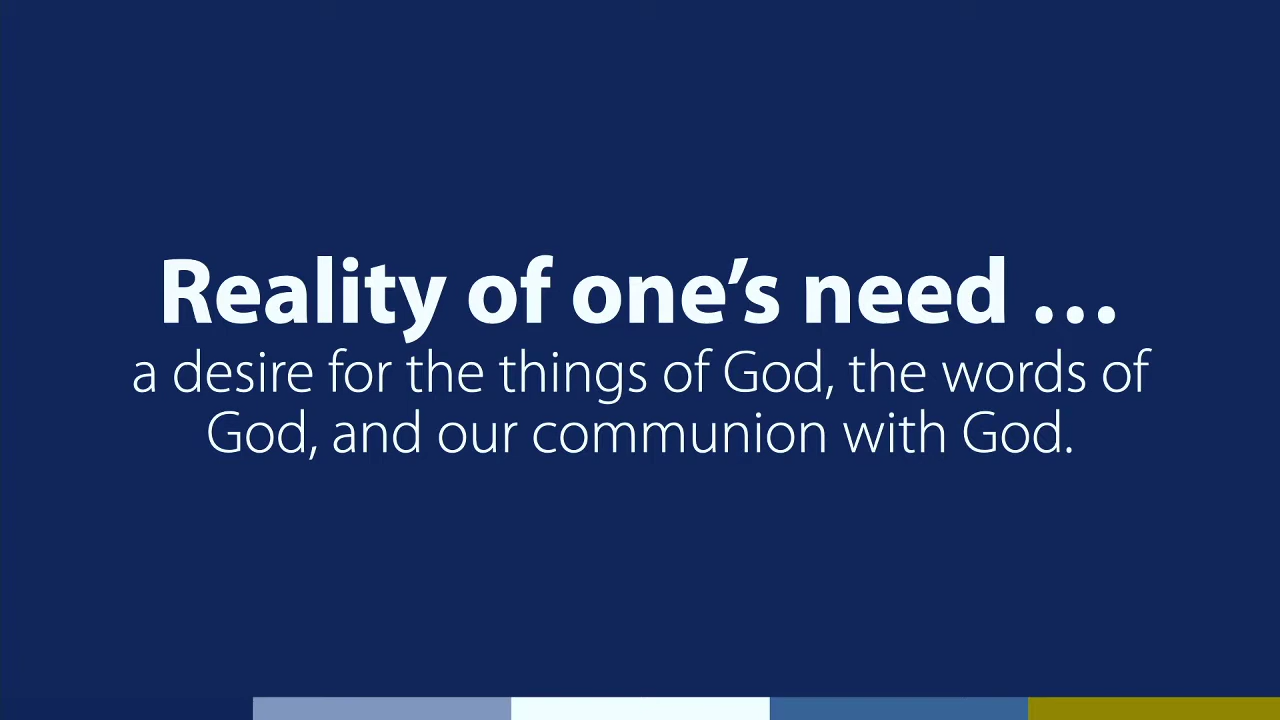 Reality of one’s need …
a desire for the things of God, the words of
God, and our communion with God.